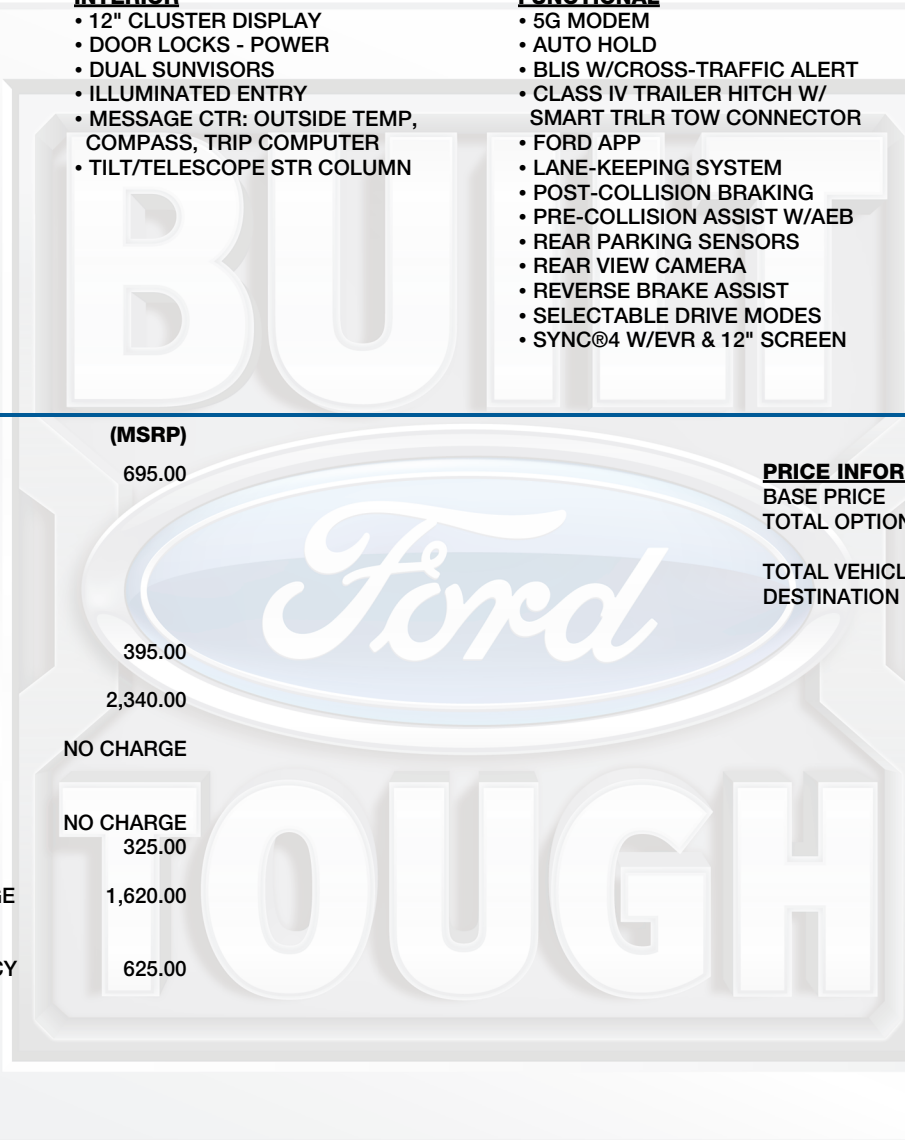 INTERIOR
• 12" CLUSTER DISPLAY
• DOOR LOCKS - POWER
• DUAL SUNVISORS
• ILLUMINATED ENTRY
• MESSAGE CTR: OUTSIDE TEMP,
COMPASS, TRIP COMPUTER
• TILT/TELESCOPE STR COLUMN
FUNCTIONAL
• 5G MODEM
• AUTO HOLD
• BLIS W/CROSS-TRAFFIC ALERT
• CLASS IV TRAILER HITCH W/
SMART TRLR TOW CONNECTOR
• FORD APP
• LANE-KEEPING SYSTEM
• POST-COLLISION BRAKING
• PRE-COLLISION ASSIST W/AEB
• REAR PARKING SENSORS
• REAR VIEW CAMERA
• REVERSE BRAKE ASSIST
• SELECTABLE DRIVE MODES
• SYNC®4 W/EVR & 12" SCREEN
BUILT
Ford
TOUGH
(MSRP)
695.00
395.00
2,340.00
NO CHARGE
NO CHARGE
325.00
GE 1,620.00
CY 625.00
PRICE INFOR
BASE PRICE
TOTAL OPTION
TOTAL VEHICL
DESTINATION